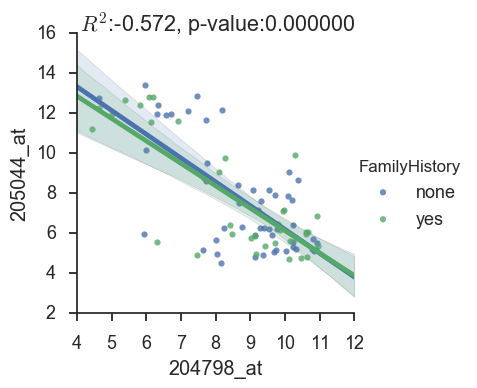 R²:-0.572, p-value:0.000000
16
14
12
10
8
6
4
2
205044_at
4 5 6 7 8 9 10 11 12
204798_at
FamilyHistory
none
yes